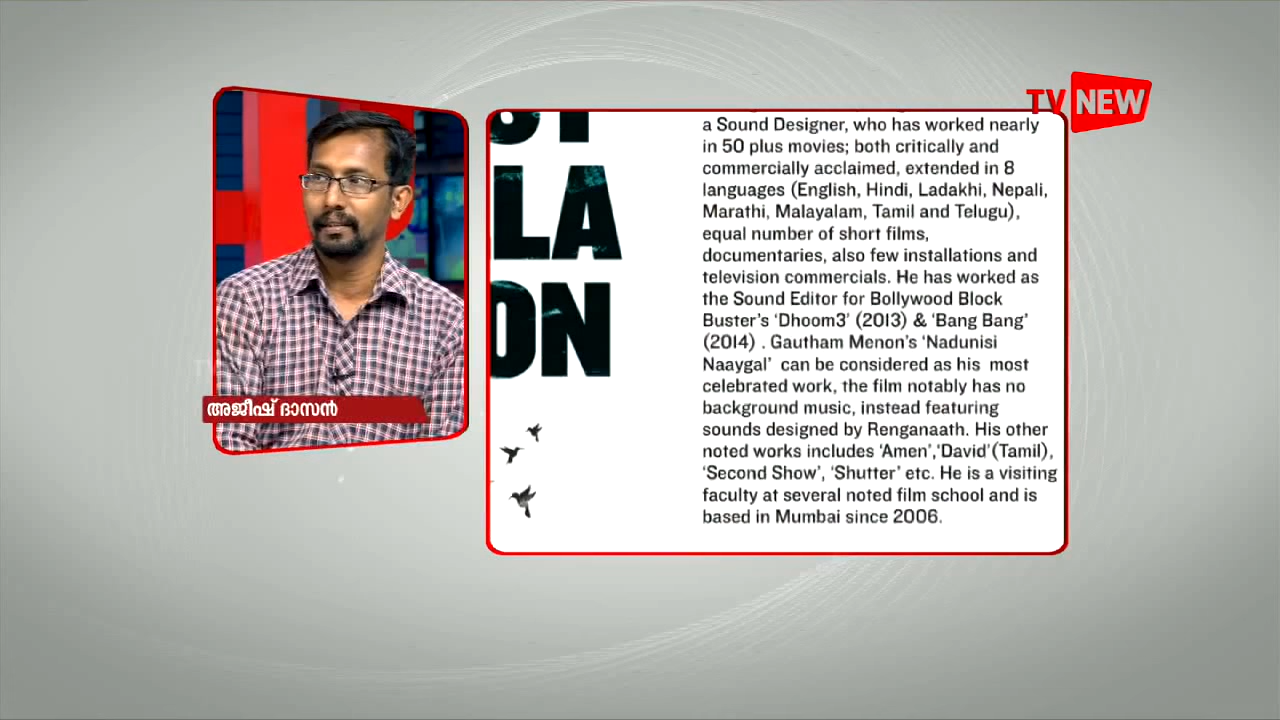 TV NEW
അജീഷ് ദാസൻ
LA
ON
a Sound Designer, who has worked nearly
in 50 plus movies; both critically and
commercially acclaimed, extended in 8
languages (English, Hindi, Ladakhi, Nepali,
Marathi, Malayalam, Tamil and Telugu),
equal number of short films,
documentaries, also few installations and
television commercials. He has worked as
the Sound Editor for Bollywood Block
Buster's 'Dhoom3' (2013) & 'Bang Bang'
(2014) . Gautham Menon's 'Nadunisi
Naaygal' can be considered as his most
celebrated work, the film notably has no
background music, instead featuring
sounds designed by Renganaath. His other
noted works includes 'Amen','David'(Tamil),
'Second Show', 'Shutter' etc. He is a visiting
faculty at several noted film school and is
based in Mumbai since 2006.